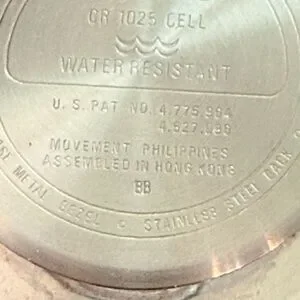 CR 1025 CELL
WATER RESISTANT
U.S. PAT NO. 4,775,964
4,527,096
MOVEMENT PHILIPPINES
ASSEMBLED IN HONG KONG
BB
METAL BEZEL & STAINLESS STEEL BACK